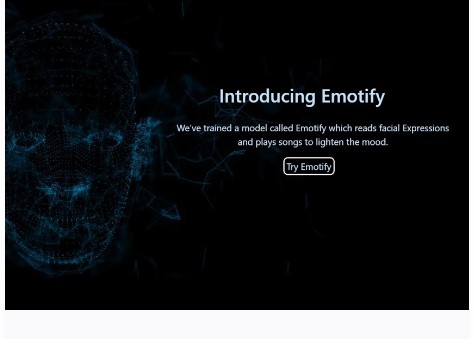 Introducing Emotify
We've trained a model called Emotify which reads facial Expressions
and plays songs to lighten the mood.
Try Emotify